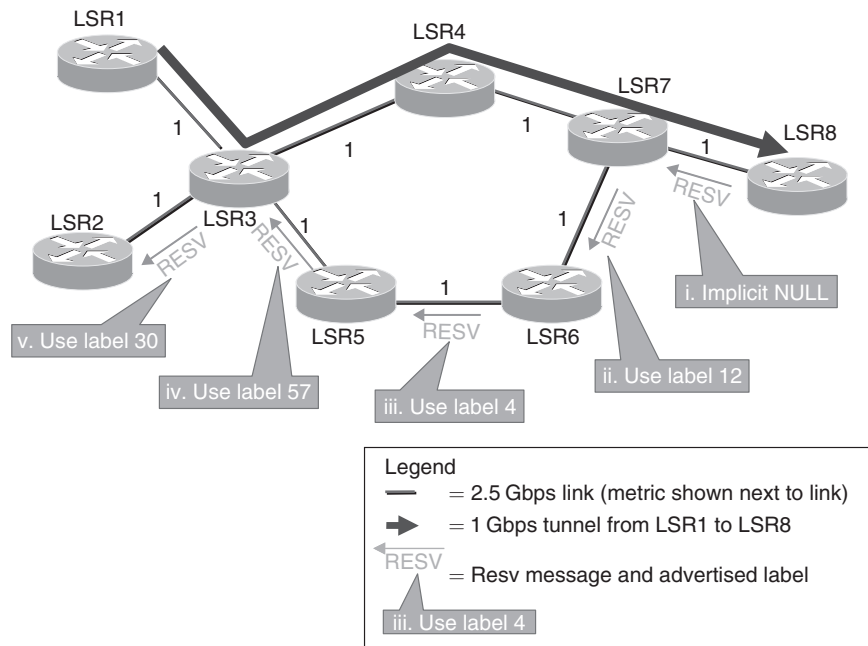 LSR1
LSR4
LSR7
LSR8
1
1
1
1
RESV
LSR3
1
1
LSR2
RESV
RESV
RESV
1
1
i. Implicit NULL
LSR5
RESV
LSR6
v. Use label 30
iv. Use label 57
iii. Use label 4
ii. Use label 12
Legend
= 2.5 Gbps link (metric shown next to link)
= 1 Gbps tunnel from LSR1 to LSR8
RESV
= Resv message and advertised label
iii. Use label 4